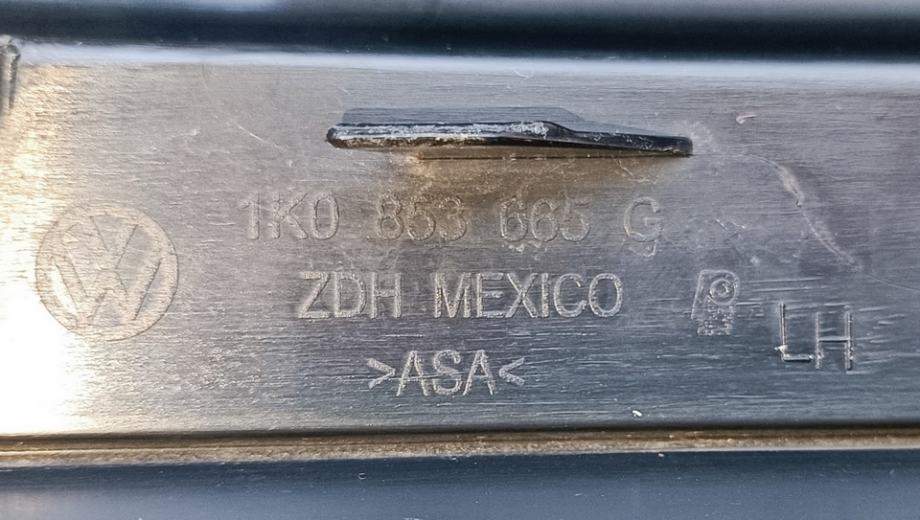 1K0 853 665 G
ZDH MEXICO
LH
>ASA<